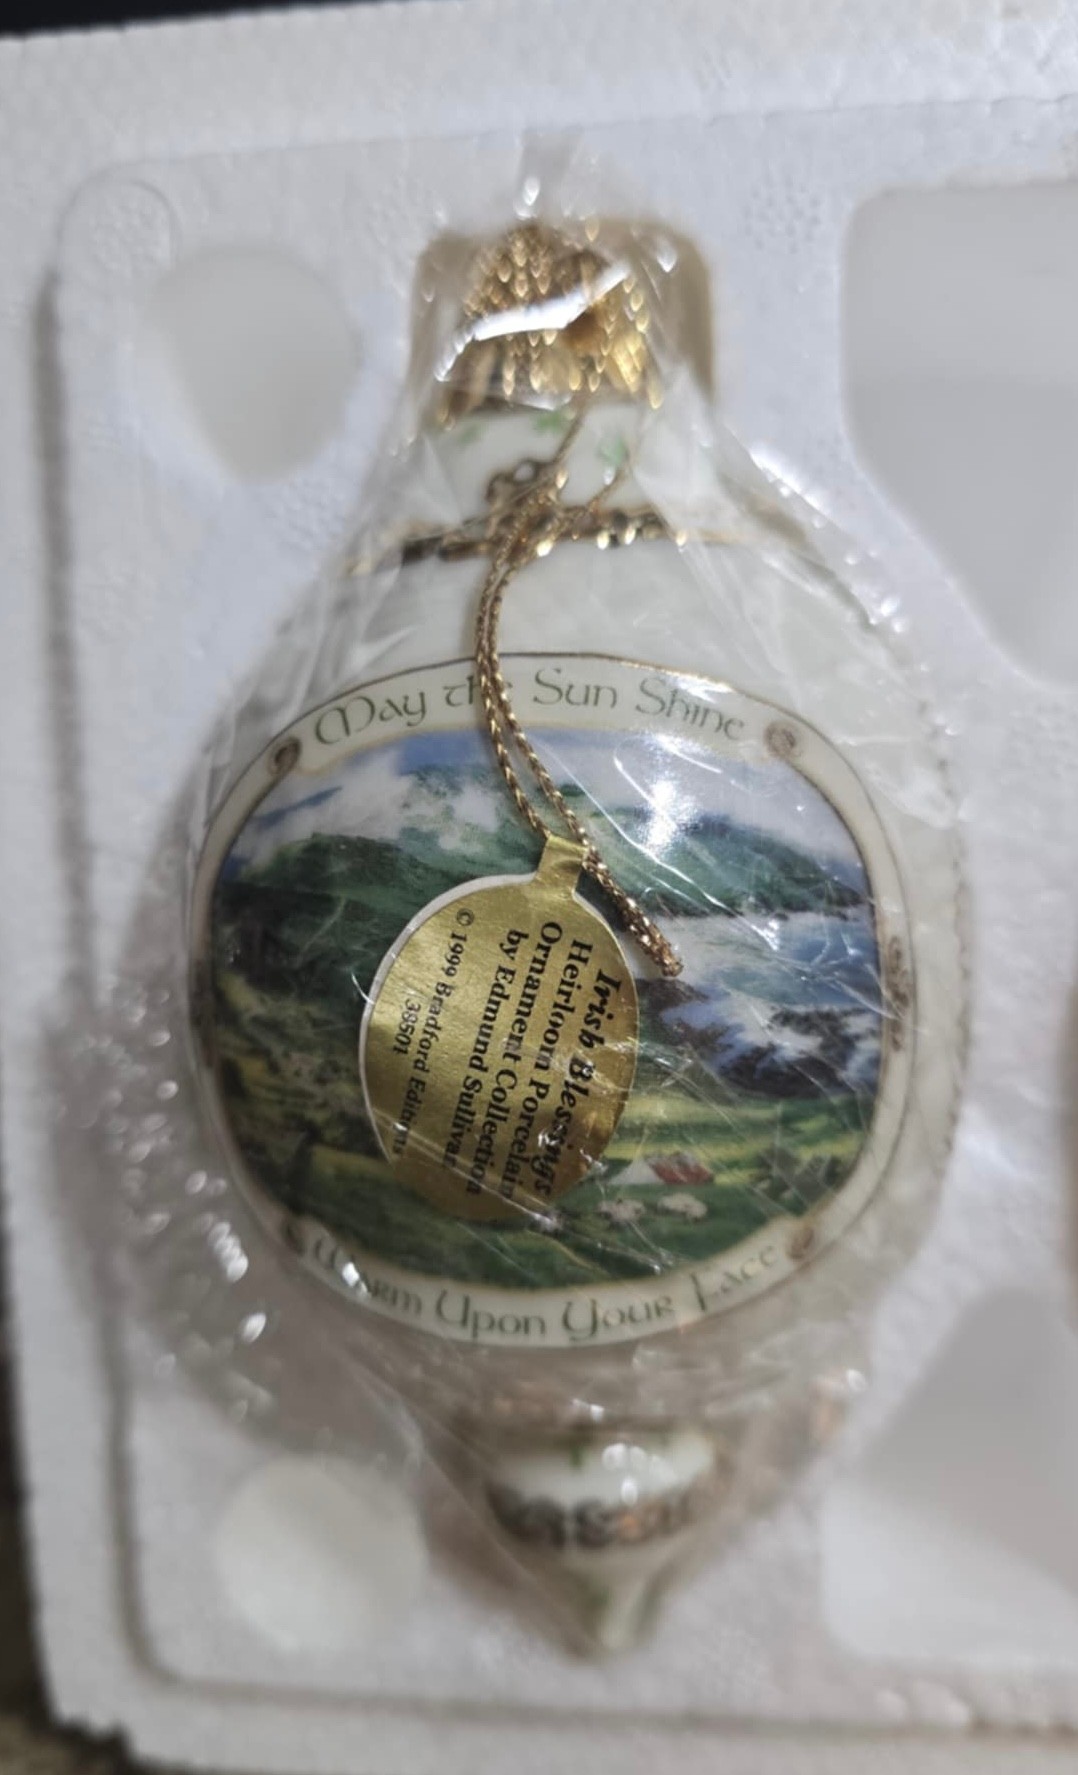 May the Sun Shine
Irish Blessings
Heirloom Porcelain
Ornament Collection
by Edmund Sullivan
© 1999 Bradford Editions
38501
Warm Upon Your Face